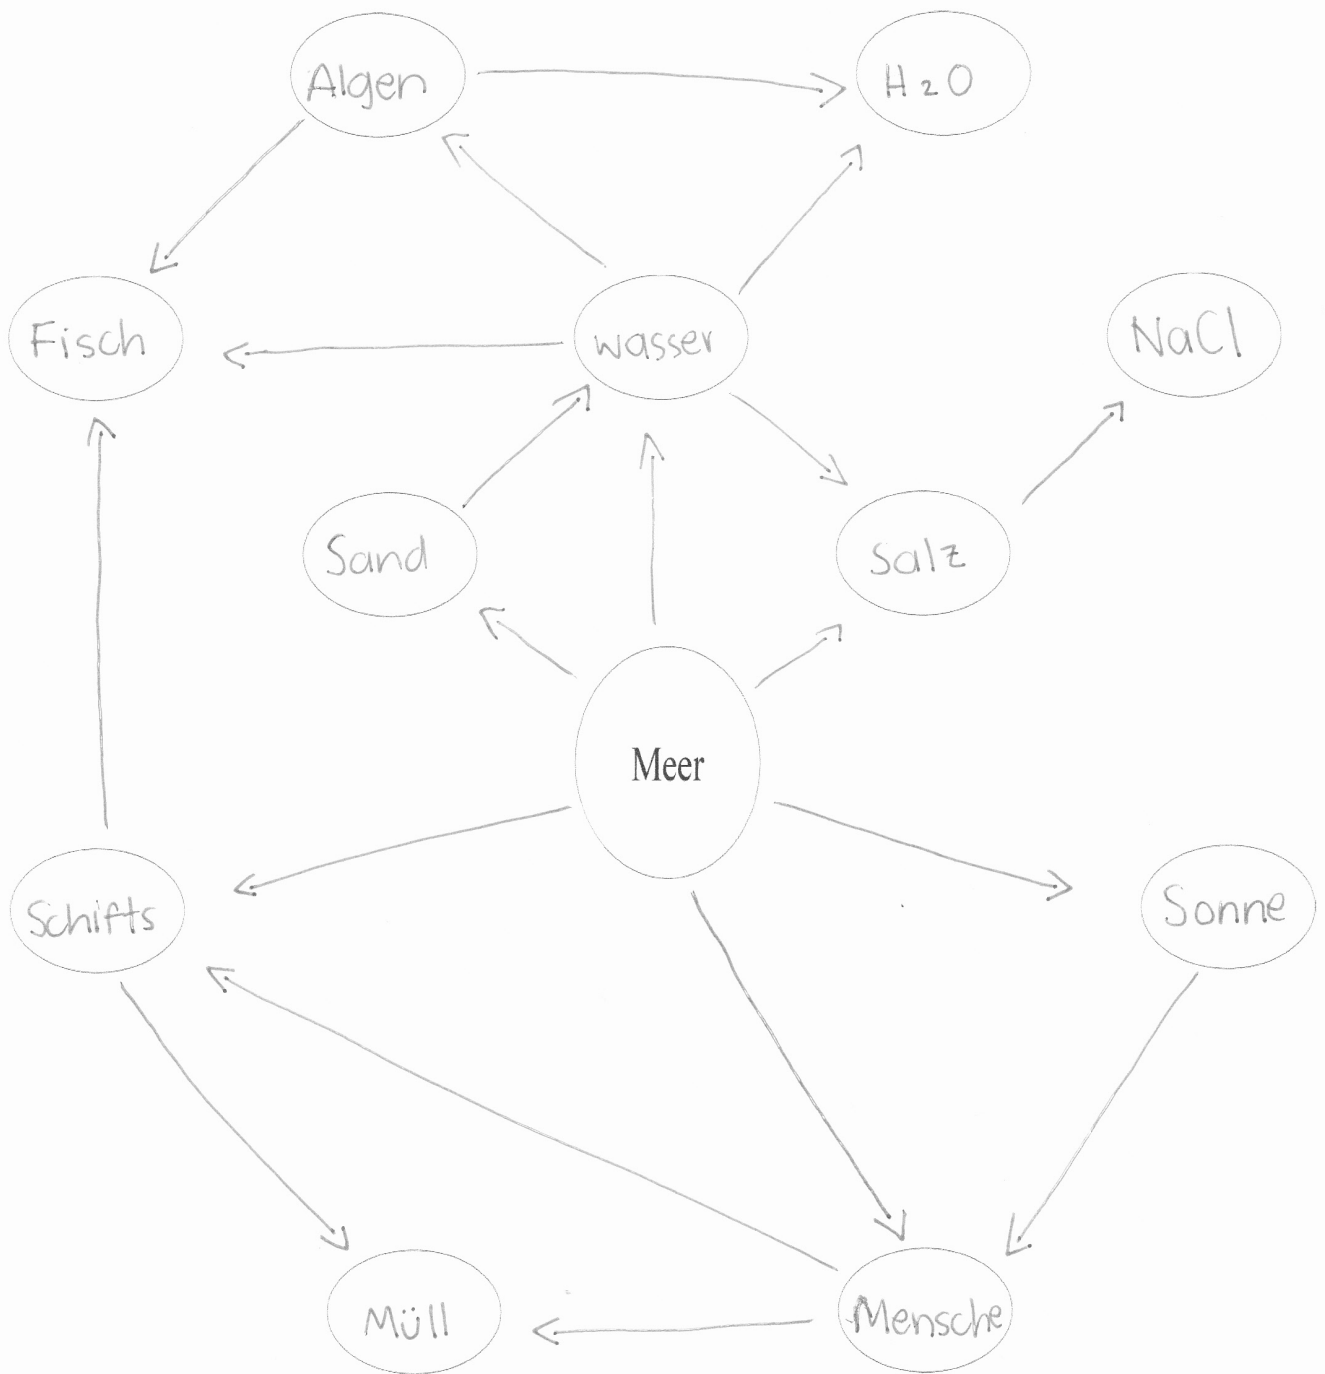 Algen
H₂O
Fisch
wasser
NaCl
Sand
Salz
Meer
Schifts
Sonne
Müll
Mensche